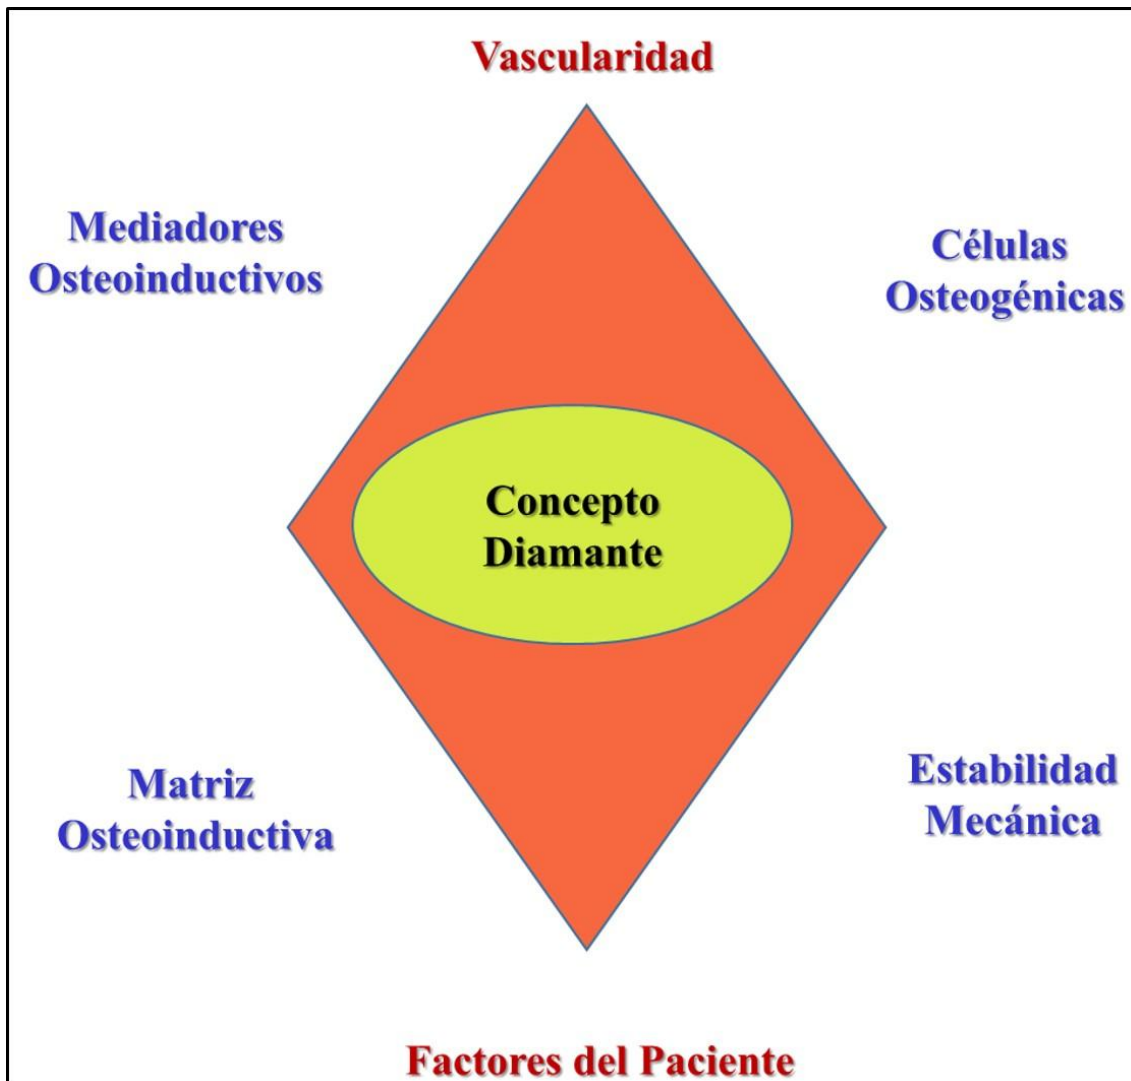 Vascularidad
Mediadores
Osteoinductivos
Células
Osteogénicas
Concepto
Diamante
Matriz
Osteoinductiva
Estabilidad
Mecánica
Factores del Paciente